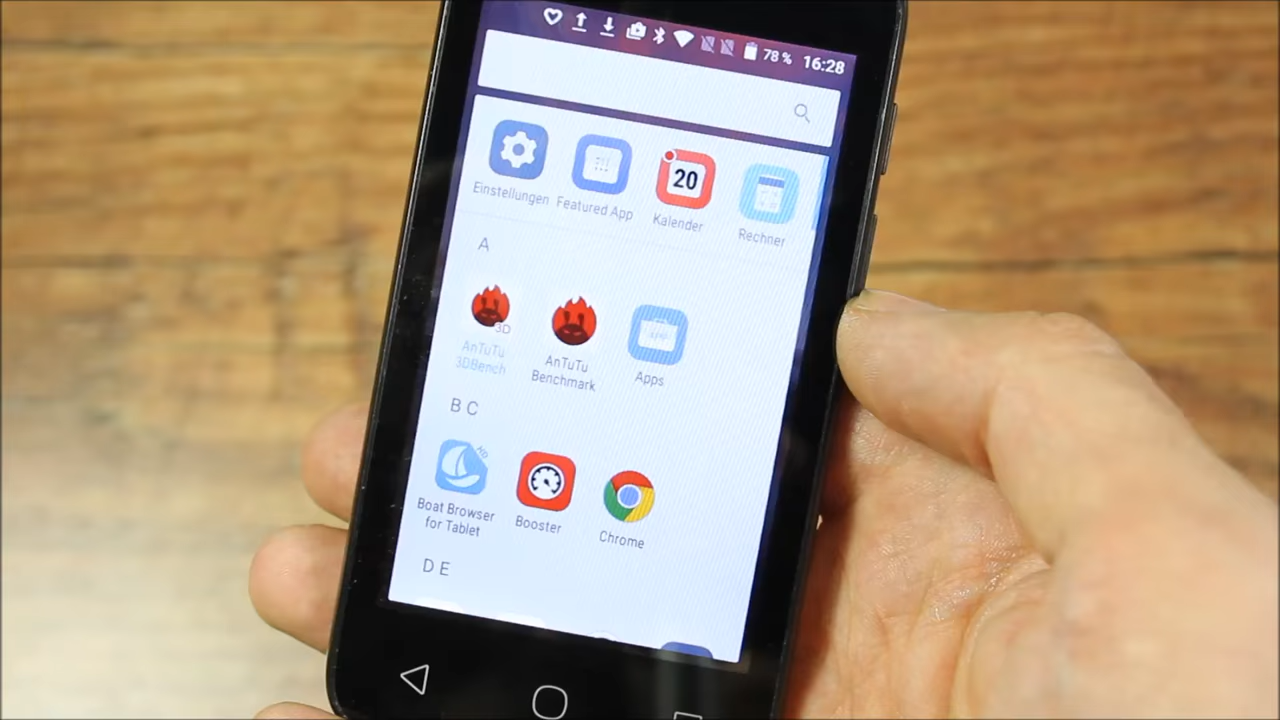 78 % 16:28
20
Einstellungen Featured App Kalender Rechner
A
3D
AnTuTu
3DBench
AnTuTu
Benchmark
Apps
B C
HD
Boat Browser
for Tablet
Booster
Chrome
D E